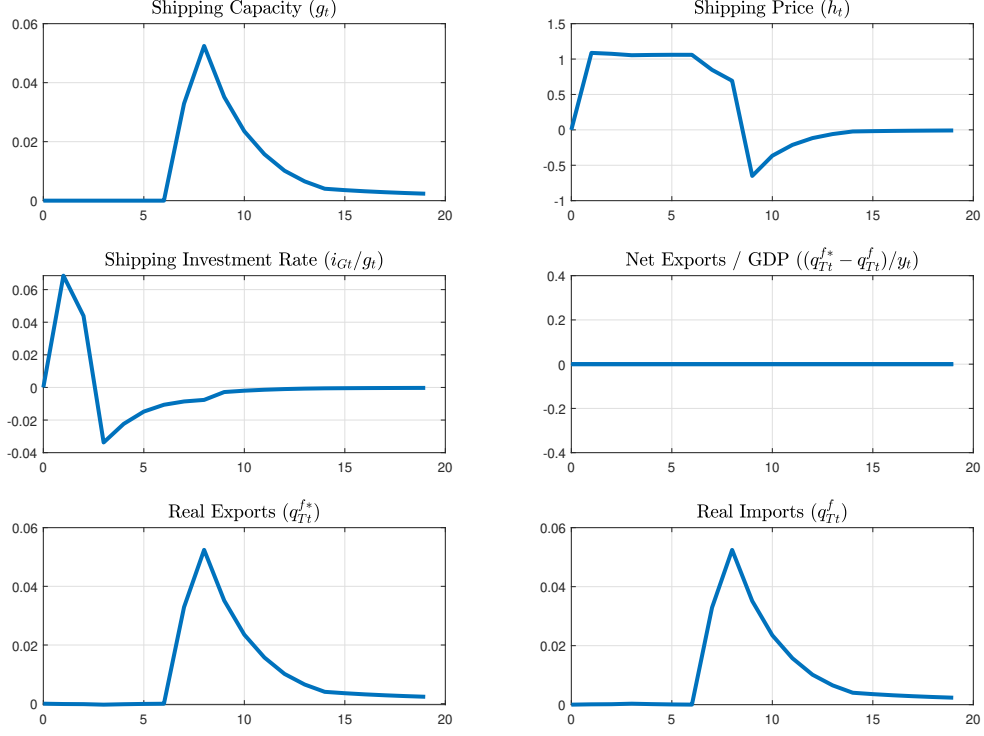 Shipping Capacity (g_t)
0.06
0.04
0.02
0
0 5 10 15 20
Shipping Price (h_t)
1.5
1
0.5
0
-0.5
-1
0 5 10 15 20
Shipping Investment Rate (i_{Gt}/g_t)
0.06
0.04
0.02
0
-0.02
-0.04
0 5 10 15 20
Net Exports / GDP ((q_{Tt}^{f*} − q_{Tt}^{f})/y_t)
0.4
0.2
0
-0.2
-0.4
0 5 10 15 20
Real Exports (q_{Tt}^{f*})
0.06
0.04
0.02
0
0 5 10 15 20
Real Imports (q_{Tt}^{f})
0.06
0.04
0.02
0
0 5 10 15 20